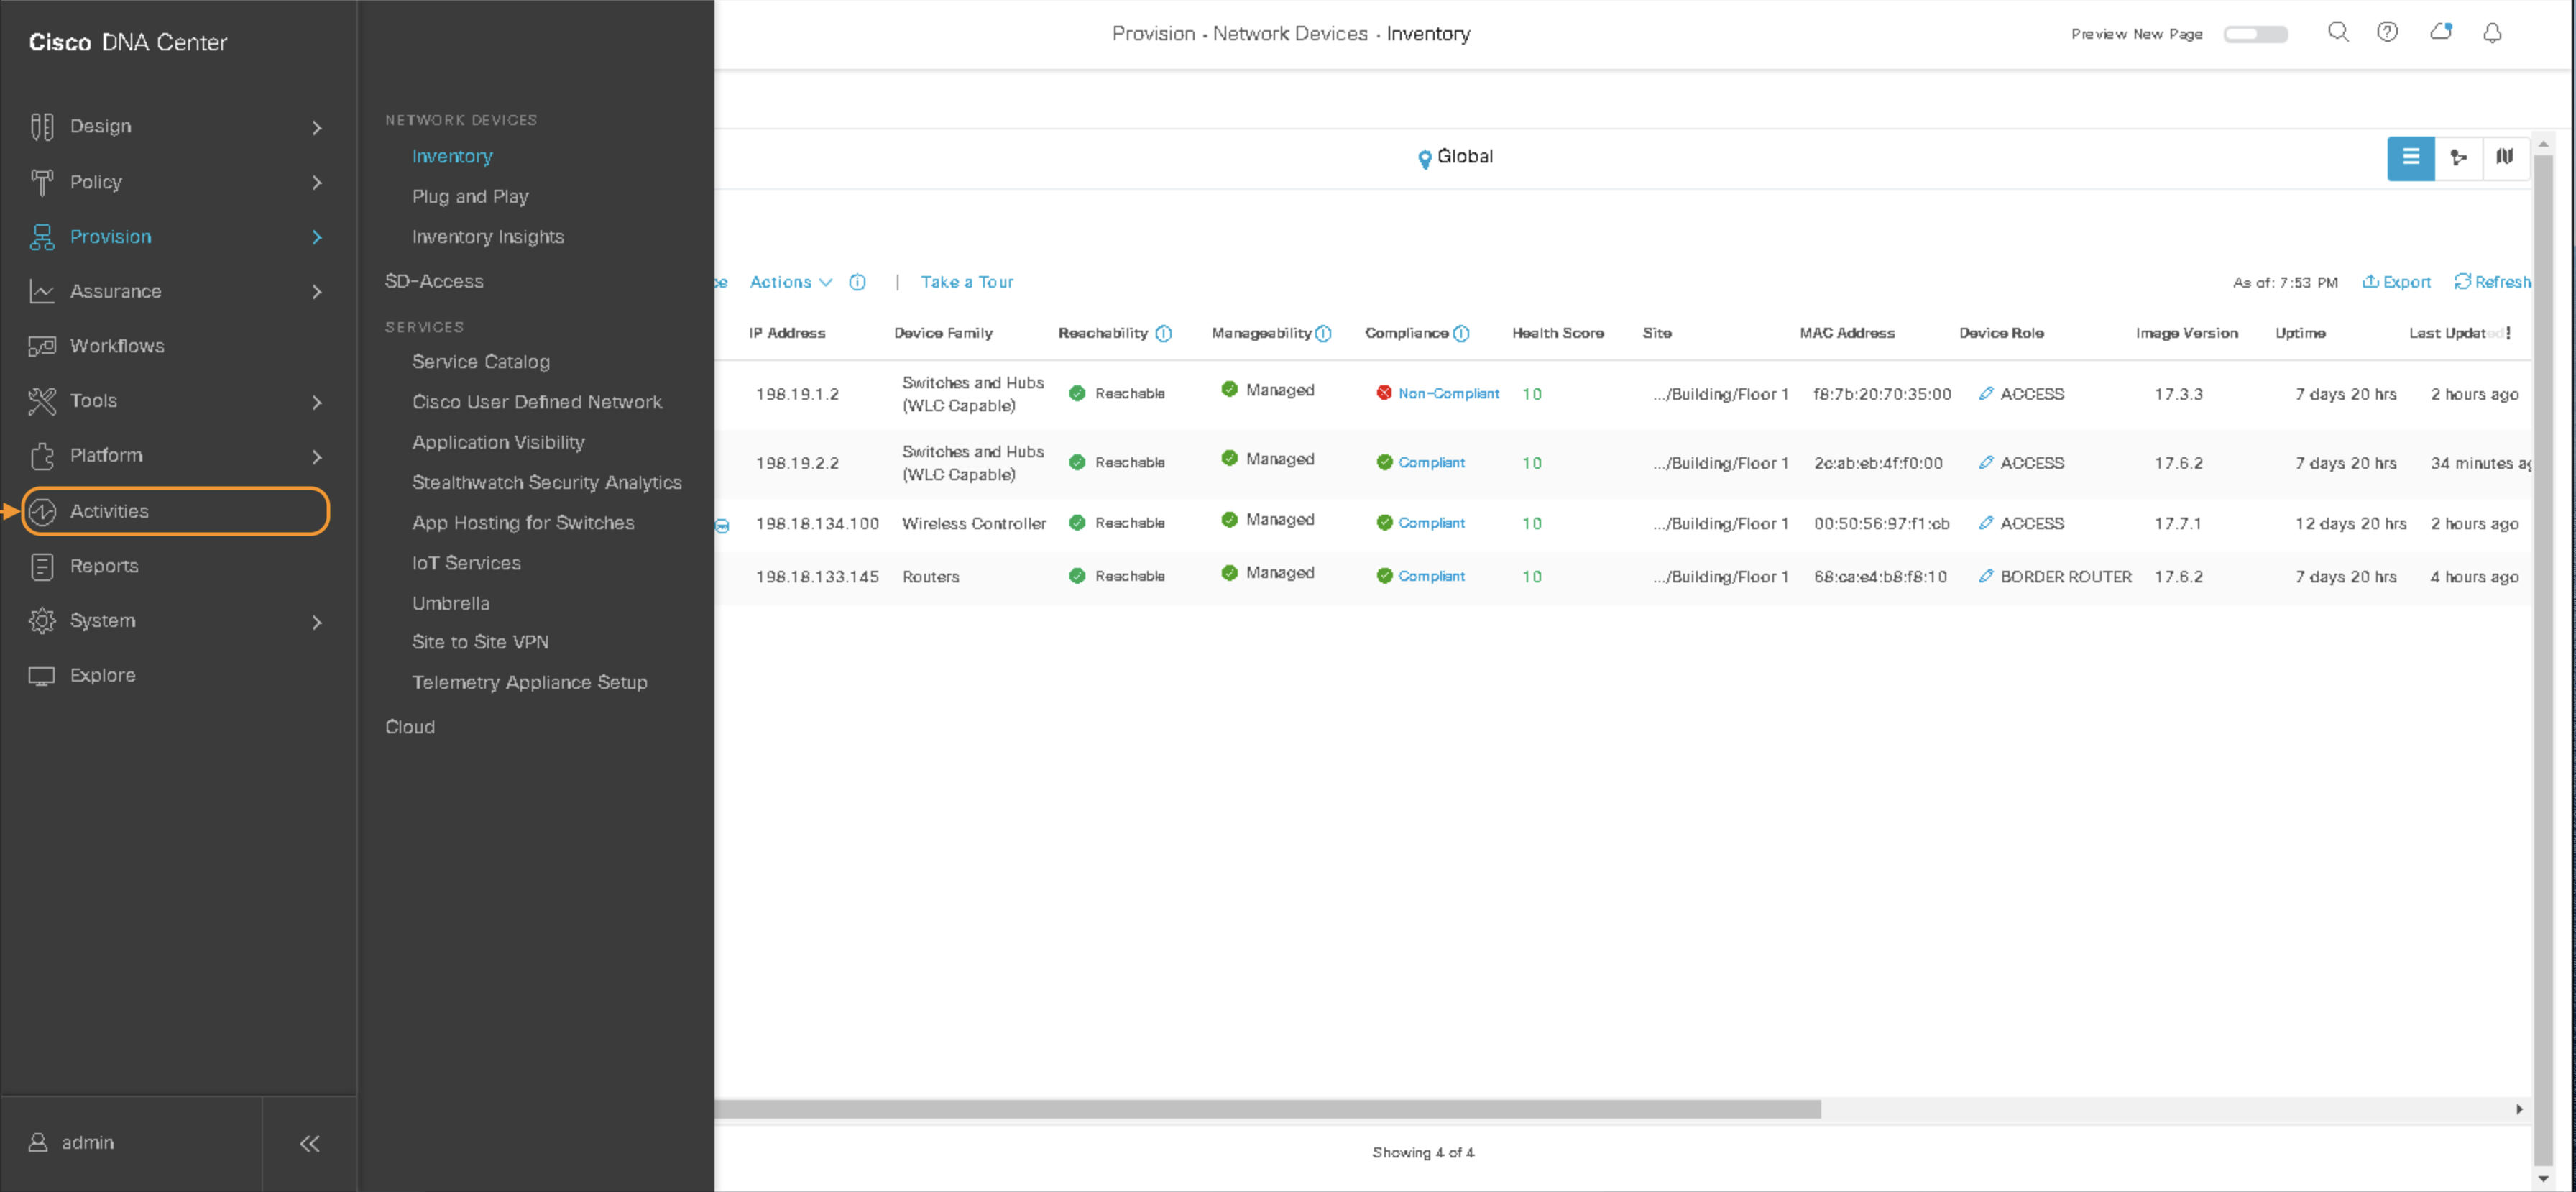 Cisco DNA Center
Design
Policy
Provision
Assurance
Workflows
Tools
Platform
Activities
Reports
System
Explore
admin
NETWORK DEVICES
Inventory
Plug and Play
Inventory Insights
SD-Access
SERVICES
Service Catalog
Cisco User Defined Network
Application Visibility
Stealthwatch Security Analytics
App Hosting for Switches
IoT Services
Umbrella
Site to Site VPN
Telemetry Appliance Setup
Cloud
Provision · Network Devices · Inventory
Preview New Page
Global
Actions | Take a Tour
As of: 7:53 PM Export Refresh
IP Address Device Family Reachability Manageability Compliance Health Score Site MAC Address Device Role Image Version Uptime Last Updated
198.19.1.2 Switches and Hubs (WLC Capable) Reachable Managed Non-Compliant 10 .../Building/Floor 1 f8:7b:20:70:35:00 ACCESS 17.3.3 7 days 20 hrs 2 hours ago
198.19.2.2 Switches and Hubs (WLC Capable) Reachable Managed Compliant 10 .../Building/Floor 1 2c:ab:eb:4f:f0:00 ACCESS 17.6.2 7 days 20 hrs 34 minutes ag
198.18.134.100 Wireless Controller Reachable Managed Compliant 10 .../Building/Floor 1 00:50:56:97:f1:cb ACCESS 17.7.1 12 days 20 hrs 2 hours ago
198.18.133.145 Routers Reachable Managed Compliant 10 .../Building/Floor 1 68:ca:e4:b8:f8:10 BORDER ROUTER 17.6.2 7 days 20 hrs 4 hours ago
Showing 4 of 4